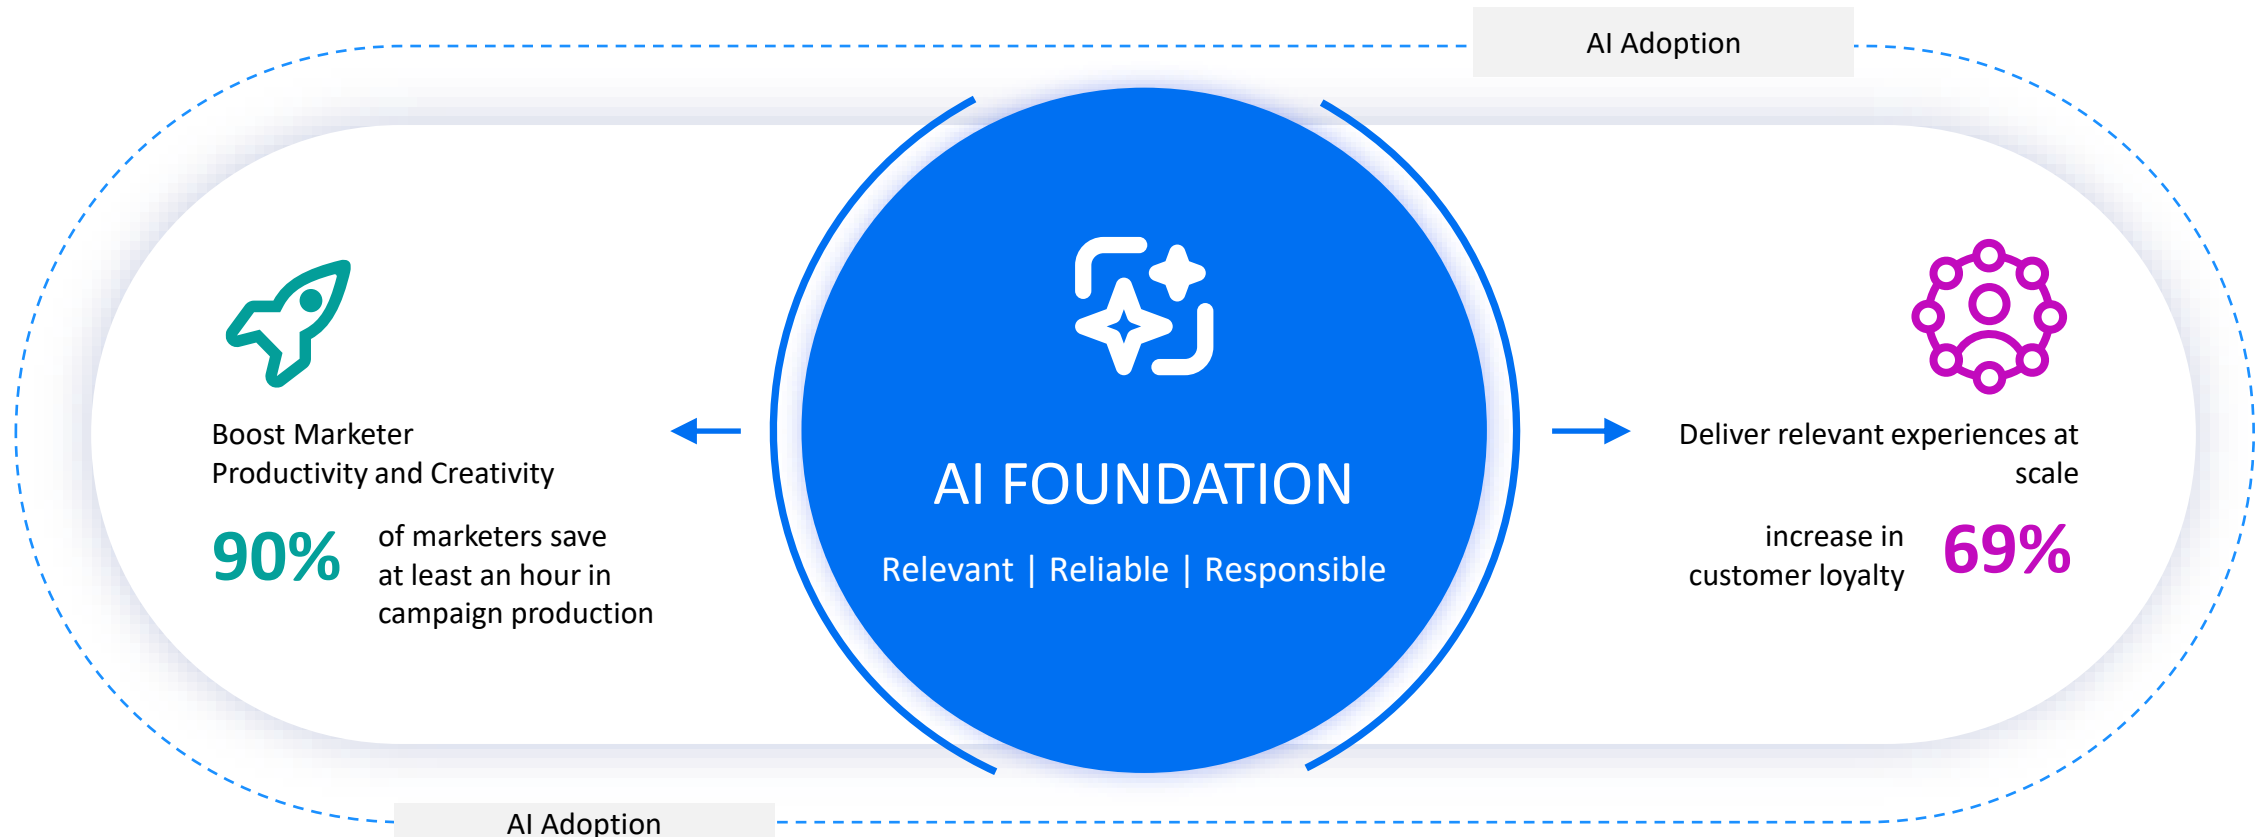 AI Adoption
Boost Marketer
Productivity and Creativity
90%
of marketers save
at least an hour in
campaign production
AI FOUNDATION
Relevant | Reliable | Responsible
Deliver relevant experiences at
scale
increase in
customer loyalty
69%
AI Adoption